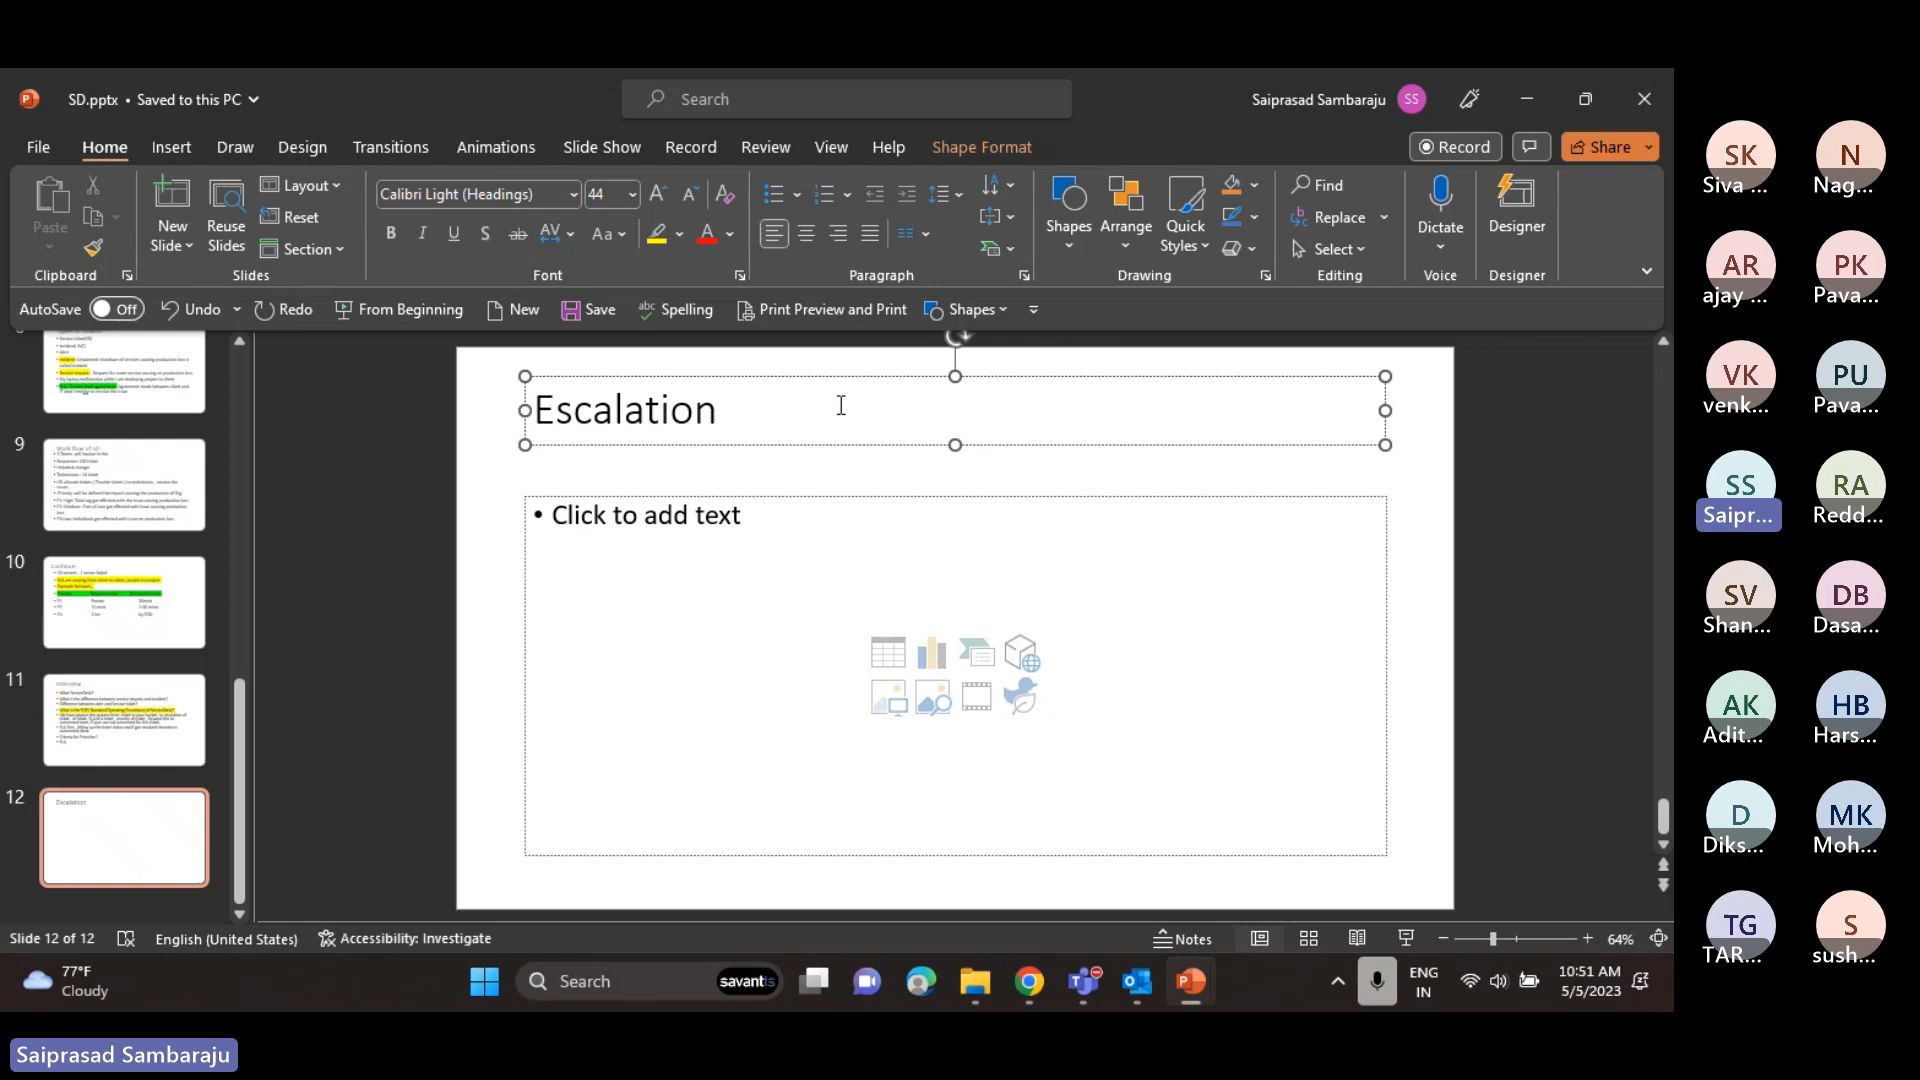 SD.pptx • Saved to this PC
Search
Saiprasad Sambaraju SS
File Home Insert Draw Design Transitions Animations Slide Show Record Review View Help Shape Format
Record Share
Paste
New Slide
Reuse Slides
Layout
Reset
Section
Calibri Light (Headings) 44
Shapes Arrange Quick Styles
Find
Replace
Select
Dictate
Designer
Clipboard Slides Font Paragraph Drawing Editing Voice Designer
AutoSave Off Undo Redo From Beginning New Save Spelling Print Preview and Print Shapes
Escalation
• Click to add text
9
10
11
12
Escalation
Slide 12 of 12 English (United States) Accessibility: Investigate Notes 64%
77°F
Cloudy
Search savantis
ENG
IN
10:51 AM
5/5/2023
Saiprasad Sambaraju
SK
Siva ...
N
Nag...
AR
ajay ...
PK
Pava...
VK
venk...
PU
Pava...
SS
Saipr...
RA
Redd...
SV
Shan...
DB
Dasa...
AK
Adit...
HB
Hars...
D
Diks...
MK
Moh...
TG
TAR...
S
sush...